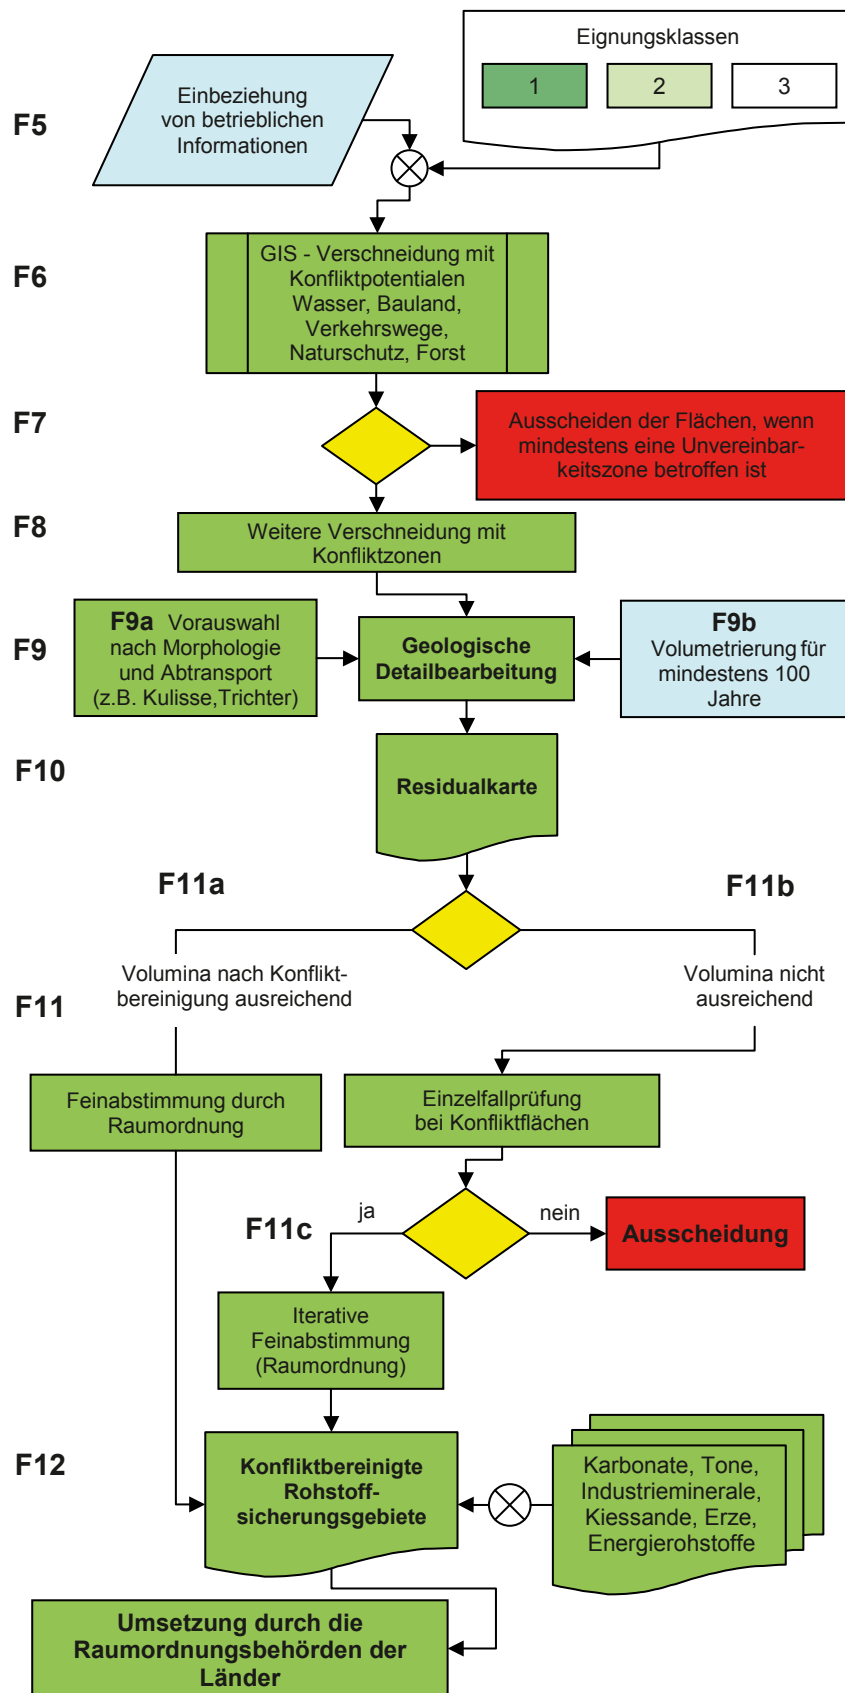 Eignungsklassen
1 2 3
F5
Einbeziehung
von betrieblichen
Informationen
F6
GIS - Verschneidung mit
Konfliktpotentialen
Wasser, Bauland,
Verkehrswege,
Naturschutz, Forst
F7
Ausscheiden der Flächen, wenn
mindestens eine Unvereinbar-
keitszone betroffen ist
F8
Weitere Verschneidung mit
Konfliktzonen
F9
F9a Vorauswahl
nach Morphologie
und Abtransport
(z.B. Kulisse,Trichter)
Geologische
Detailbearbeitung
F9b
Volumetrierung für
mindestens 100
Jahre
F10
Residualkarte
F11a
F11b
F11
Volumina nach Konflikt-
bereinigung ausreichend
Volumina nicht
ausreichend
Feinabstimmung durch
Raumordnung
Einzelfallprüfung
bei Konfliktflächen
F11c
ja
nein
Ausscheidung
Iterative
Feinabstimmung
(Raumordnung)
F12
Konfliktbereinigte
Rohstoff-
sicherungsgebiete
Karbonate, Tone,
Industrieminerale,
Kiessande, Erze,
Energierohstoffe
Umsetzung durch die
Raumordnungsbehörden der
Länder